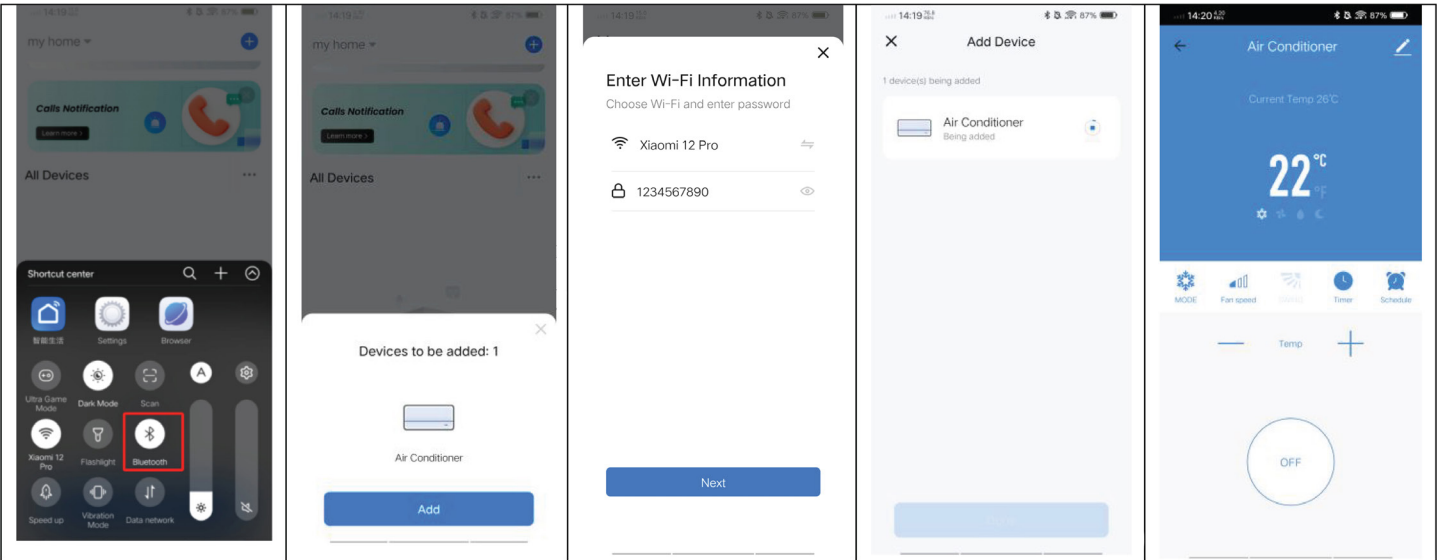 14:19
87%
my home
Calls Notification
Learn more >
All Devices
Shortcut center
智能生活
Settings
Browser
A
Ultra Game
Mode
Dark Mode
Scan
Xiaomi 12
Pro
Flashlight
Bluetooth
Speed up
Vibration
Mode
Data network
14:19
87%
my home
Calls Notification
Learn more >
All Devices
Devices to be added: 1
Air Conditioner
Add
14:19
87%
Enter Wi-Fi Information
Choose Wi-Fi and enter password
Xiaomi 12 Pro
1234567890
Next
14:19
87%
Add Device
1 device(s) being added
Air Conditioner
Being added
14:20
87%
Air Conditioner
Current Temp 26℃
22 °C
°F
MODE
Fan speed
Timer
Schedule
Temp
OFF